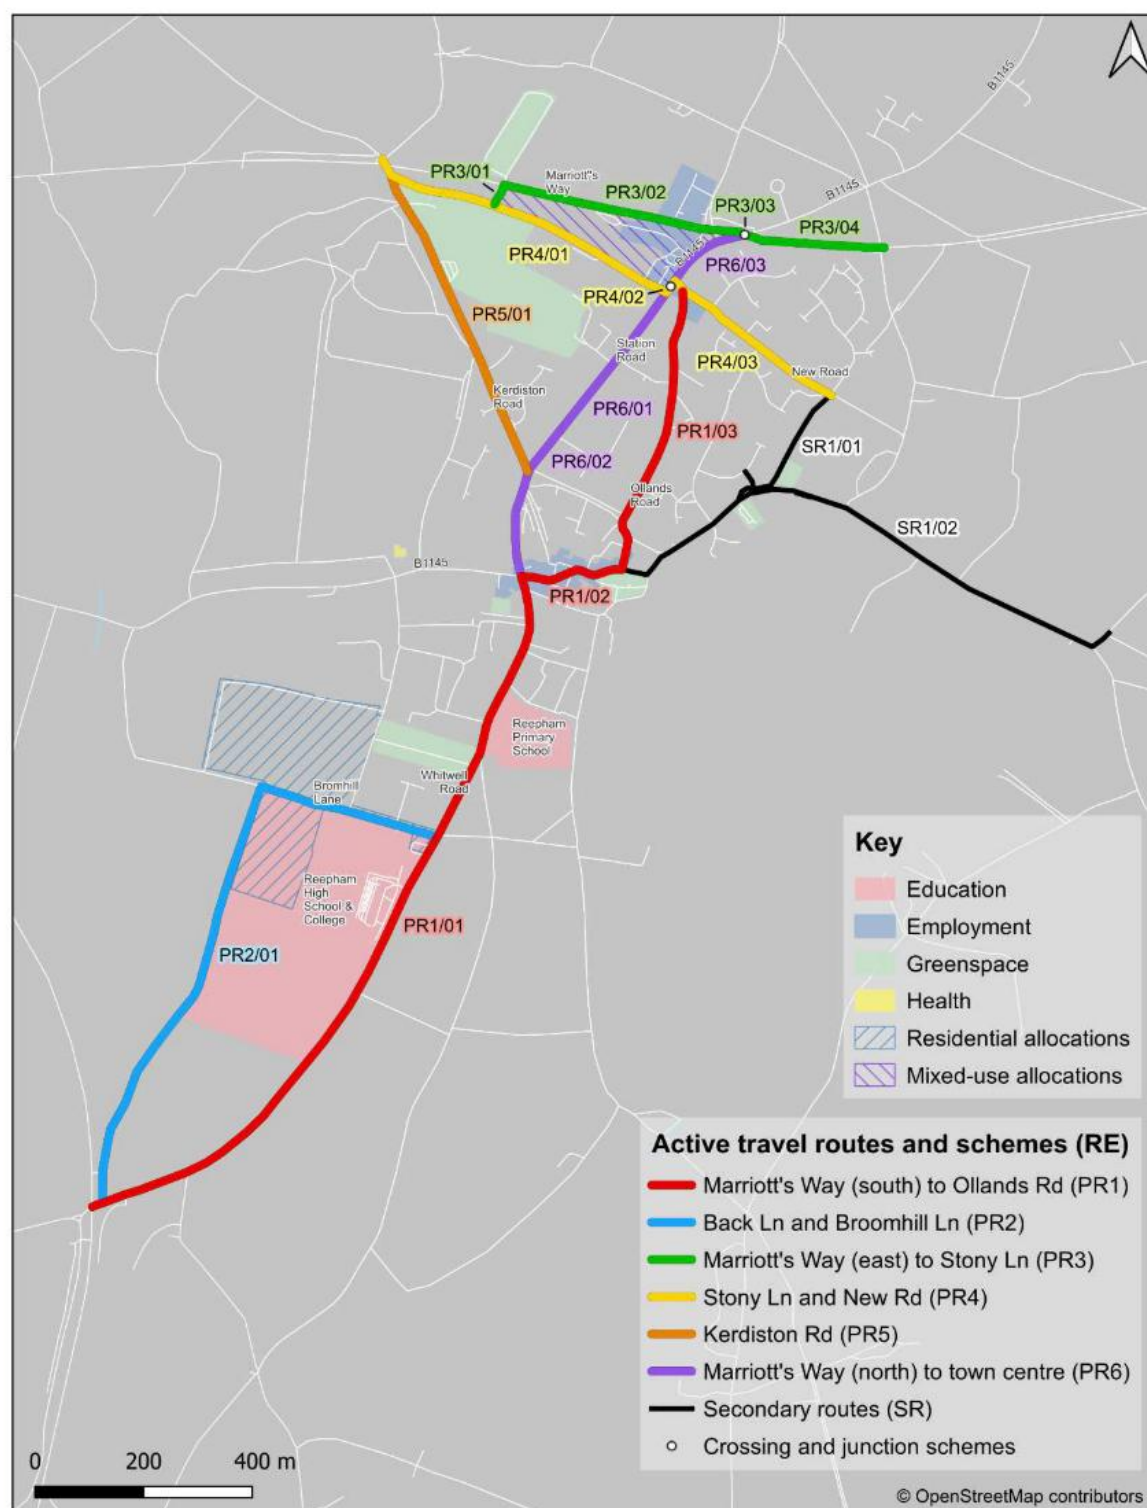 B1145
PR3/01
Marriott"s
Way
PR3/02
B1145
PR3/03
PR3/04
PR4/01
B1145
PR6/03
PR4/02
PR5/01
Station
Road
PR4/03
New Road
Kerdiston
Road
PR6/01
PR1/03
SR1/01
PR6/02
Ollands
Road
SR1/02
B1145
PR1/02
Reepham
Primary
School
Whitwell
Road
Bromhill
Lane
Reepham
High
School &
College
PR1/01
PR2/01
Key
Education
Employment
Greenspace
Health
Residential allocations
Mixed-use allocations
Active travel routes and schemes (RE)
Marriott's Way (south) to Ollands Rd (PR1)
Back Ln and Broomhill Ln (PR2)
Marriott's Way (east) to Stony Ln (PR3)
Stony Ln and New Rd (PR4)
Kerdiston Rd (PR5)
Marriott's Way (north) to town centre (PR6)
Secondary routes (SR)
Crossing and junction schemes
0 200 400 m
© OpenStreetMap contributors